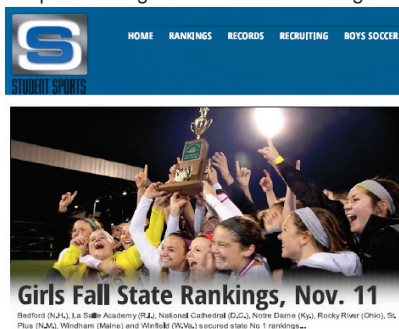 S
HOME RANKINGS RECORDS RECRUITING BOYS SOCCER
STUDENT SPORTS
Girls Fall State Rankings, Nov. 11
Bedford (N.H.), La Salle Academy (R.I.), National Cathedral (D.C.), Notre Dame (Ky.), Rocky River (Ohio), St.
Pius (N.M.), Windham (Maine) and Winfield (W.Va.) secured state No 1 rankings...